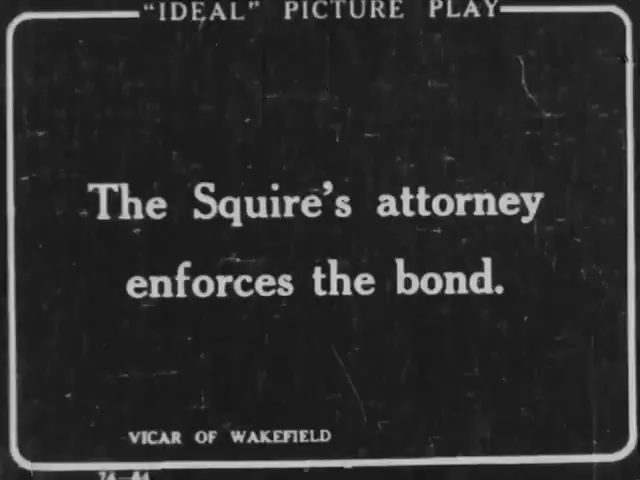 "IDEAL" PICTURE PLAY
The Squire's attorney
enforces the bond.
VICAR OF WAKEFIELD